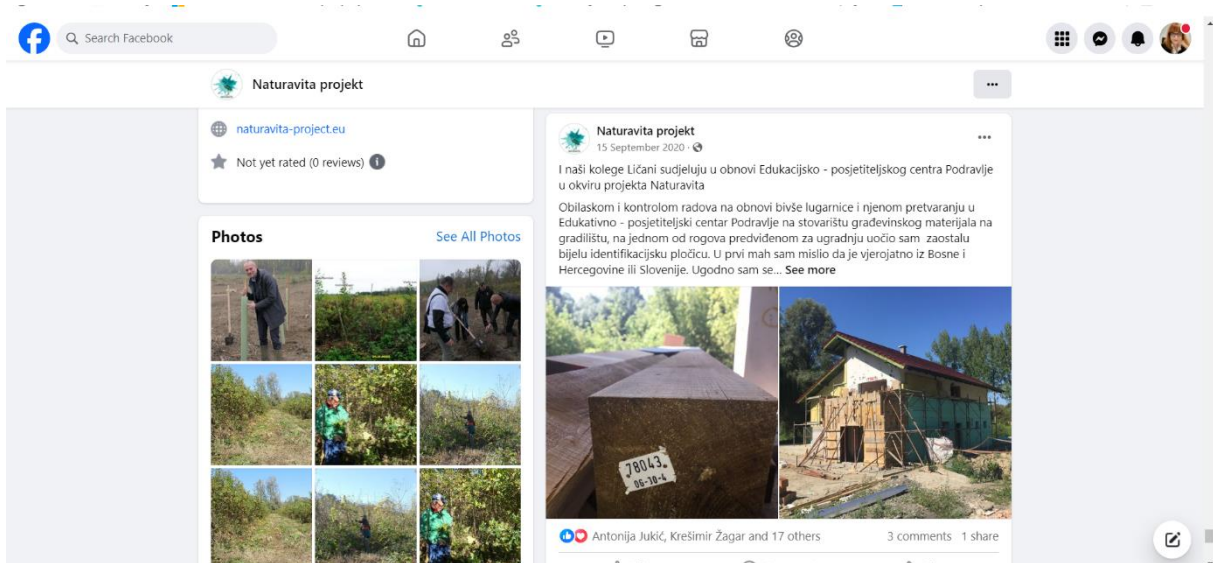 Search Facebook
Naturavita projekt
naturavita-project.eu
Not yet rated (0 reviews)
Photos
See All Photos
Naturavita projekt
15 September 2020 ·
I naši kolege Ličani sudjeluju u obnovi Edukacijsko - posjetiteljskog centra Podravlje
u okviru projekta Naturavita
Obilaskom i kontrolom radova na obnovi bivše lugarnice i njenom pretvaranju u
Edukativno - posjetiteljski centar Podravlje na stovarištu građevinskog materijala na
gradilištu, na jednom od rogova predviđenom za ugradnju uočio sam zaostalu
bijelu identifikacijsku pločicu. U prvi mah sam mislio da je vjerojatno iz Bosne i
Hercegovine ili Slovenije. Ugodno sam se... See more
78043
06-30-4
Antonija Jukić, Krešimir Žagar and 17 others
3 comments 1 share